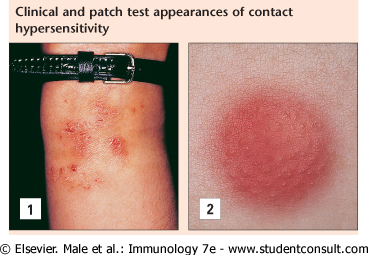 Clinical and patch test appearances of contact
hypersensitivity
1
2
© Elsevier. Male et al.: Immunology 7e - www.studentconsult.com